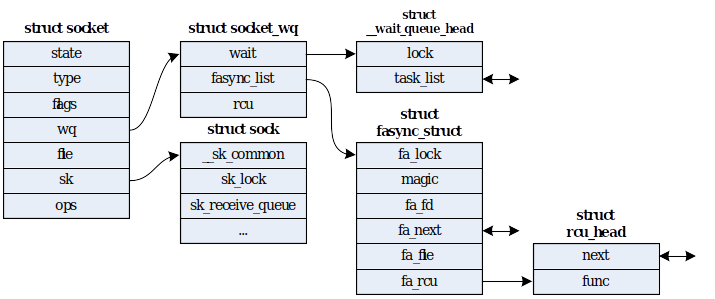 struct socket
state
type
flags
wq
file
sk
ops
struct socket_wq
wait
fasync_list
rcu
struct sock
__sk_common
sk_lock
sk_receive_queue
...
struct
__wait_queue_head
lock
task_list
struct
fasync_struct
fa_lock
magic
fa_fd
fa_next
fa_file
fa_rcu
struct
rcu_head
next
func